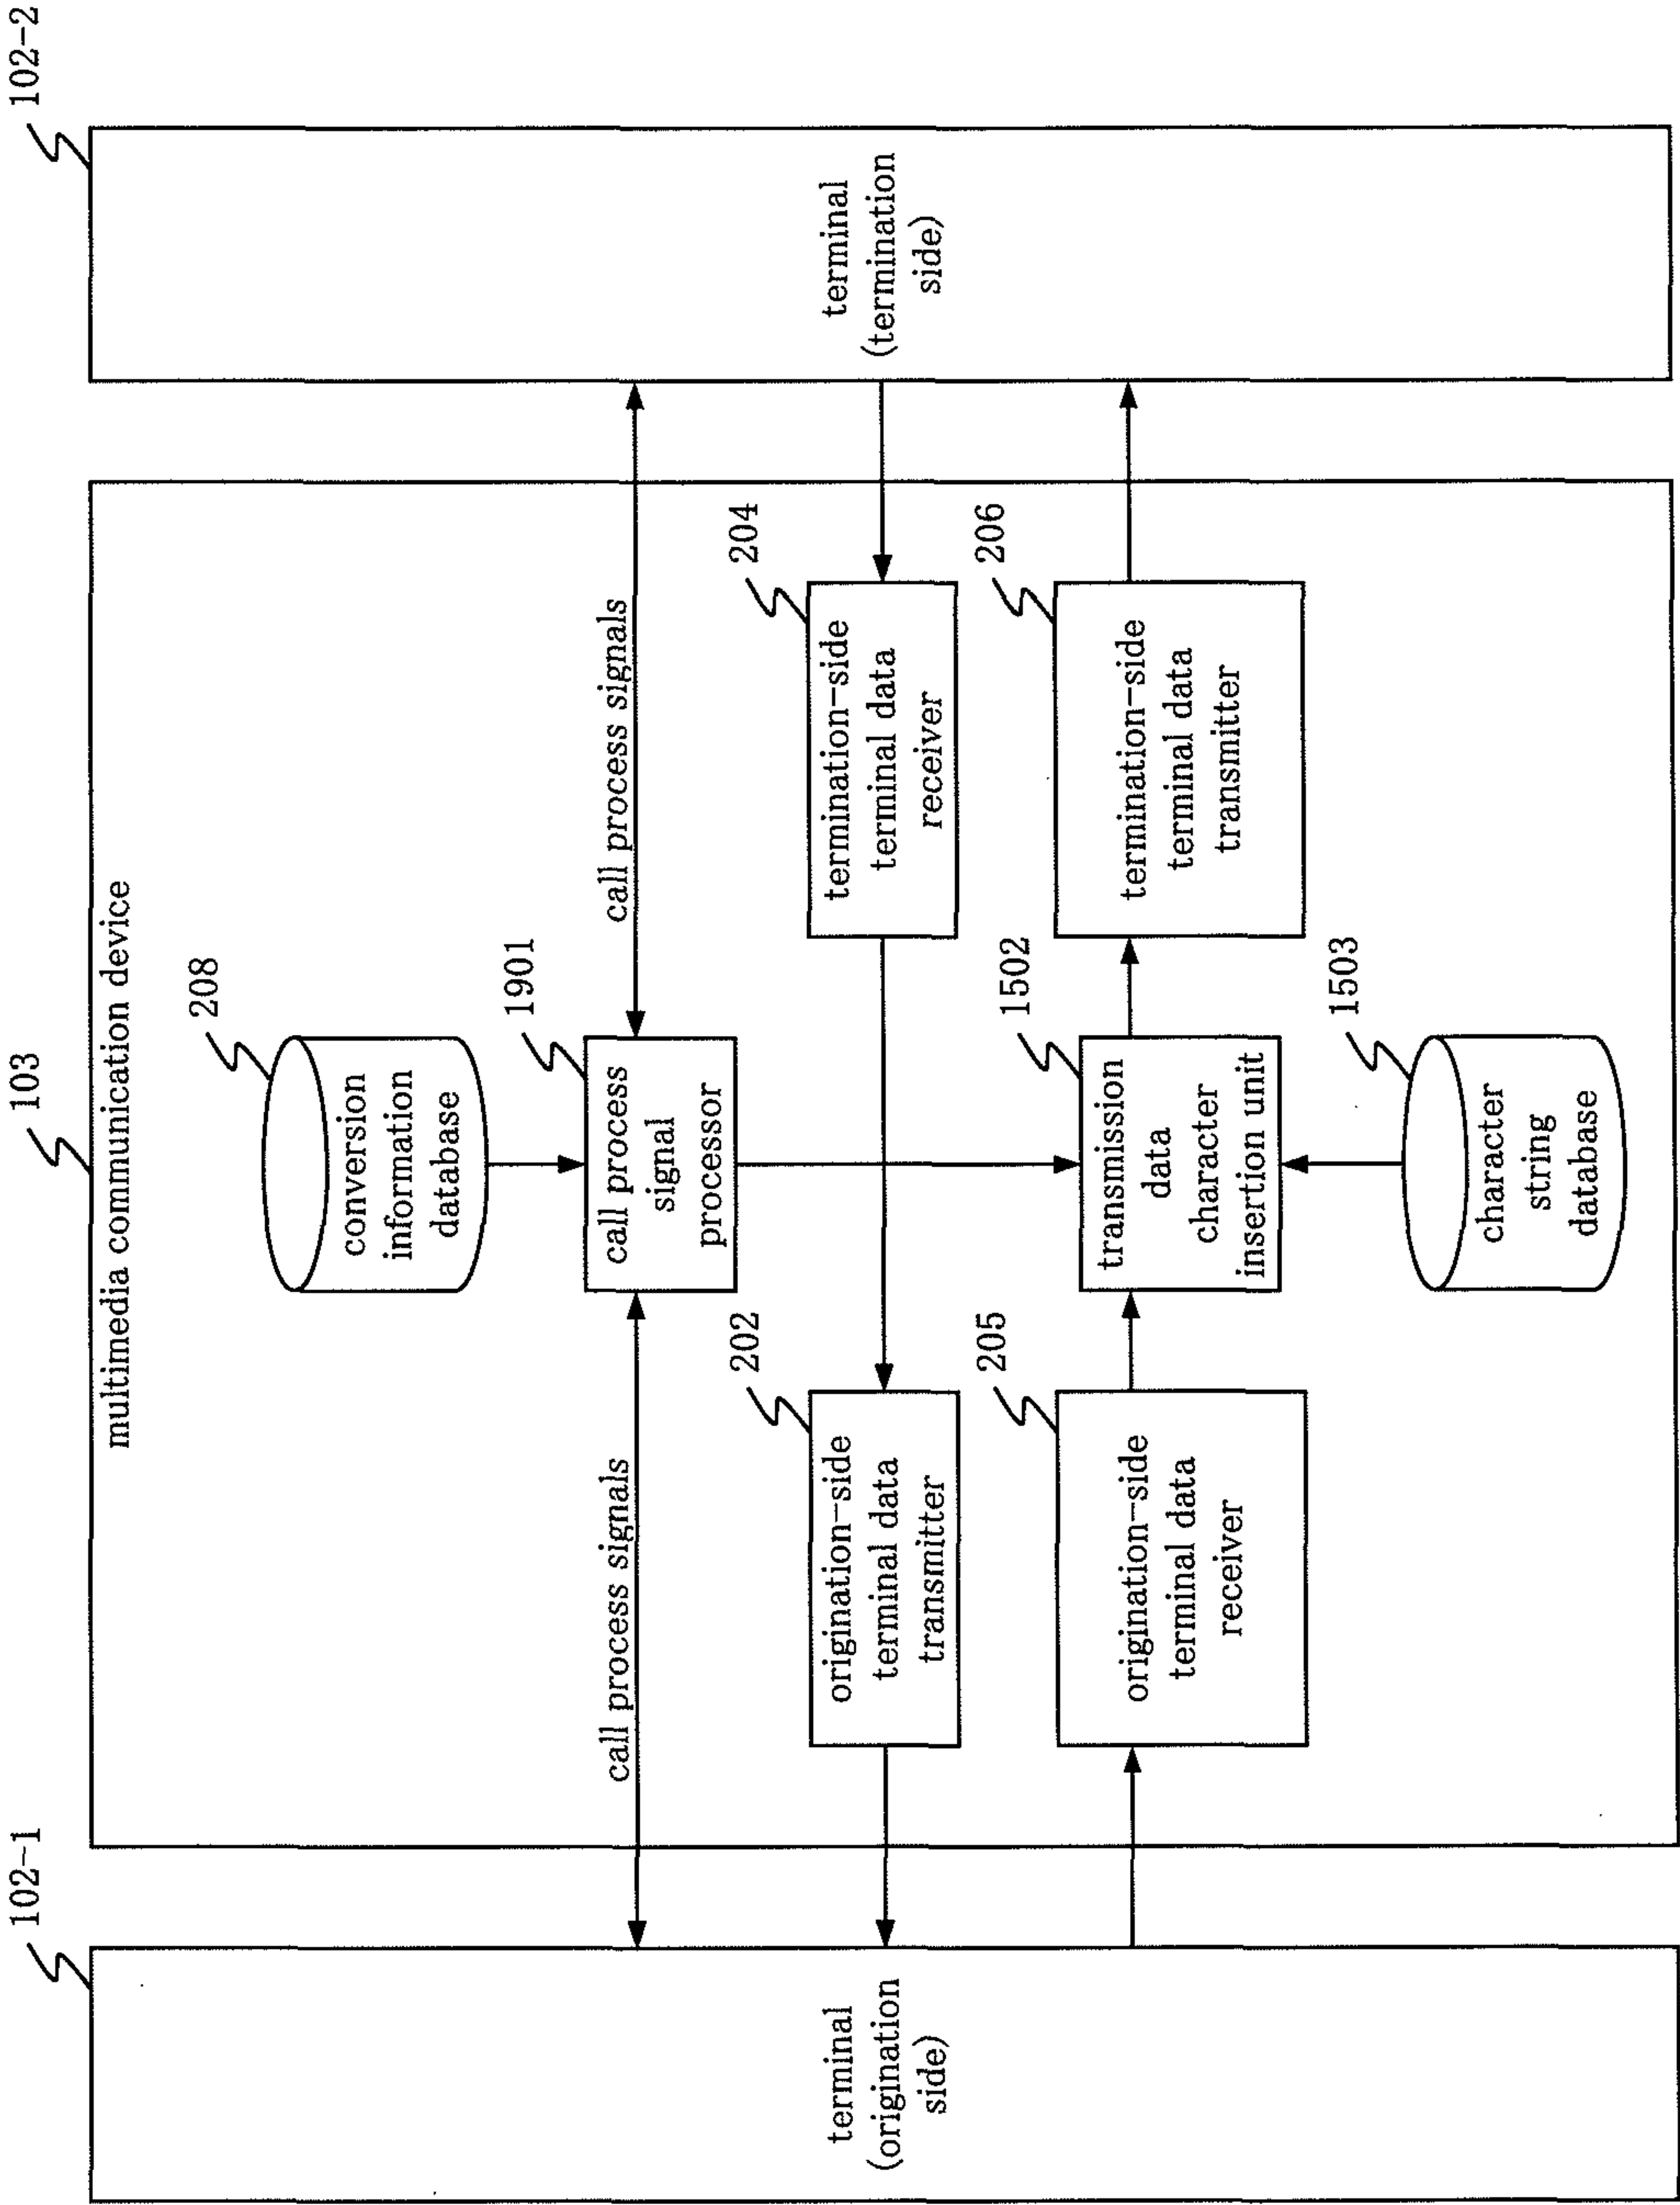 102-1
103
102-2
multimedia communication device
208
conversion
information
database
1901
call process
signal
processor
call process signals
call process signals
terminal
(origination
side)
202
origination-side
terminal data
transmitter
204
termination-side
terminal data
receiver
terminal
(termination
side)
205
origination-side
terminal data
receiver
1502
transmission
data
character
insertion unit
206
termination-side
terminal data
transmitter
1503
character
string
database